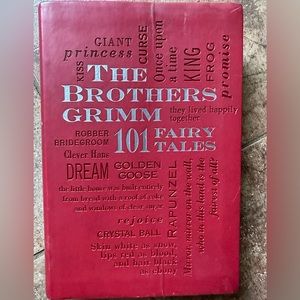 GIANT
princess
KISS
CURSE
Once upon
a time
KING
FROG
promise
THE
BROTHERS
GRIMM
they lived happily
together
ROBBER
BRIDEGROOM
101 FAIRY
TALES
Clever Hans
DREAM
GOLDEN
GOOSE
the little house was built entirely
from bread with a roof of cake
and windows of clear sugar
RAPUNZEL
Mirror, mirror on the wall,
who in this land is the
fairest of all?
rejoice
CRYSTAL BALL
Skin white as snow,
lips red as blood,
and hair black
as ebony